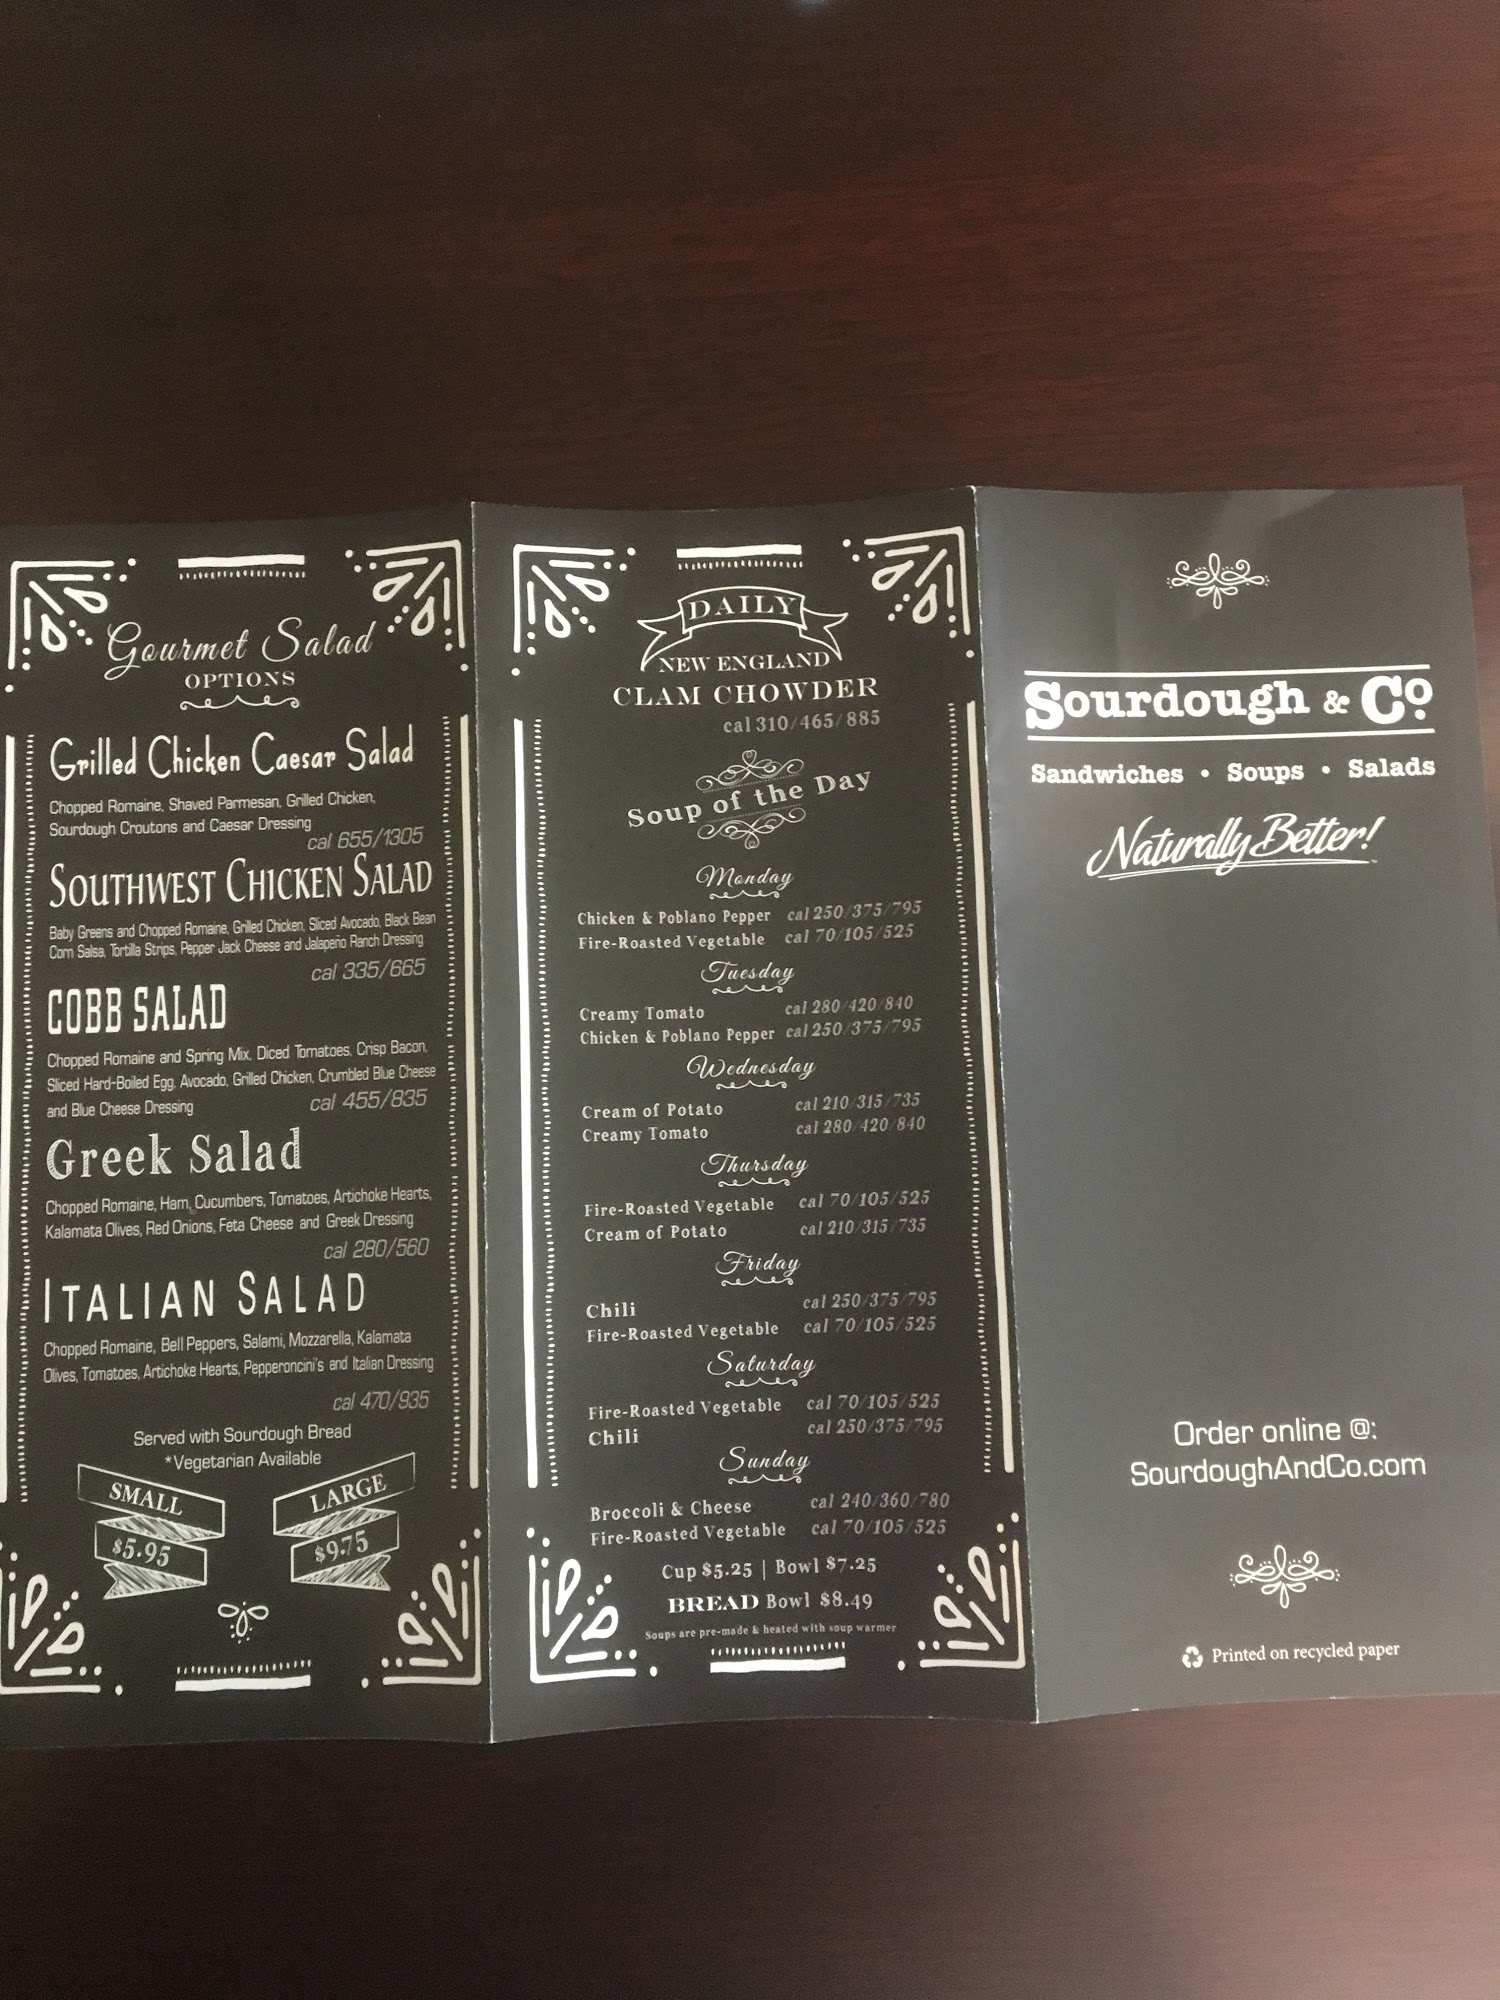 Gourmet Salad
OPTIONS
Grilled Chicken Caesar Salad
Chopped Romaine, Shaved Parmesan, Grilled Chicken,
Sourdough Croutons and Caesar Dressing
cal 655/1305
SOUTHWEST CHICKEN SALAD
Baby Greens and Chopped Romaine, Grilled Chicken, Sliced Avocado, Black Bean
Corn Salsa, Tortilla Strips, Pepper Jack Cheese and Jalapeño Ranch Dressing
cal 335/665
COBB SALAD
Chopped Romaine and Spring Mix, Diced Tomatoes, Crisp Bacon,
Sliced Hard-Boiled Egg, Avocado, Grilled Chicken, Crumbled Blue Cheese
and Blue Cheese Dressing cal 455/835
Greek Salad
Chopped Romaine, Ham, Cucumbers, Tomatoes, Artichoke Hearts,
Kalamata Olives, Red Onions, Feta Cheese and Greek Dressing
cal 280/560
ITALIAN SALAD
Chopped Romaine, Bell Peppers, Salami, Mozzarella, Kalamata
Olives, Tomatoes, Artichoke Hearts, Pepperoncini's and Italian Dressing
cal 470/935
Served with Sourdough Bread
*Vegetarian Available
SMALL LARGE
$5.95 $9.75
DAILY
NEW ENGLAND
CLAM CHOWDER
cal 310/465/885
Soup of the Day
Monday
Chicken & Poblano Pepper cal 250/375/795
Fire-Roasted Vegetable cal 70/105/525
Tuesday
Creamy Tomato cal 280/420/840
Chicken & Poblano Pepper cal 250/375/795
Wednesday
Cream of Potato cal 210/315/735
Creamy Tomato cal 280/420/840
Thursday
Fire-Roasted Vegetable cal 70/105/525
Cream of Potato cal 210/315/735
Friday
Chili cal 250/375/795
Fire-Roasted Vegetable cal 70/105/525
Saturday
Fire-Roasted Vegetable cal 70/105/525
Chili cal 250/375/795
Sunday
Broccoli & Cheese cal 240/360/780
Fire-Roasted Vegetable cal 70/105/525
Cup $5.25 | Bowl $7.25
BREAD Bowl $8.49
Soups are pre-made & heated with soup warmer
Sourdough & Co.
Sandwiches • Soups • Salads
Naturally Better!
Order online @:
SourdoughAndCo.com
Printed on recycled paper